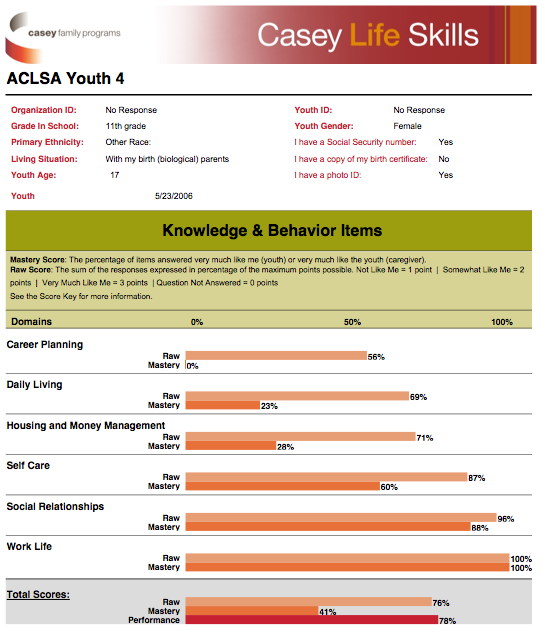 casey family programs
Casey Life Skills
ACLSA Youth 4
Organization ID: No Response Youth ID: No Response
Grade In School: 11th grade Youth Gender: Female
Primary Ethnicity: Other Race: I have a Social Security number: Yes
Living Situation: With my birth (biological) parents I have a copy of my birth certificate: No
Youth Age: 17 I have a photo ID: Yes
Youth 5/23/2006
Knowledge & Behavior Items
Mastery Score: The percentage of items answered very much like me (youth) or very much like the youth (caregiver).
Raw Score: The sum of the responses expressed in percentage of the maximum points possible. Not Like Me = 1 point | Somewhat Like Me = 2
points | Very Much Like Me = 3 points | Question Not Answered = 0 points
See the Score Key for more information.
Domains 0% 50% 100%
Career Planning
Raw 56%
Mastery 0%
Daily Living
Raw 69%
Mastery 23%
Housing and Money Management
Raw 71%
Mastery 28%
Self Care
Raw 87%
Mastery 60%
Social Relationships
Raw 96%
Mastery 88%
Work Life
Raw 100%
Mastery 100%
Total Scores:
Raw 76%
Mastery 41%
Performance 78%